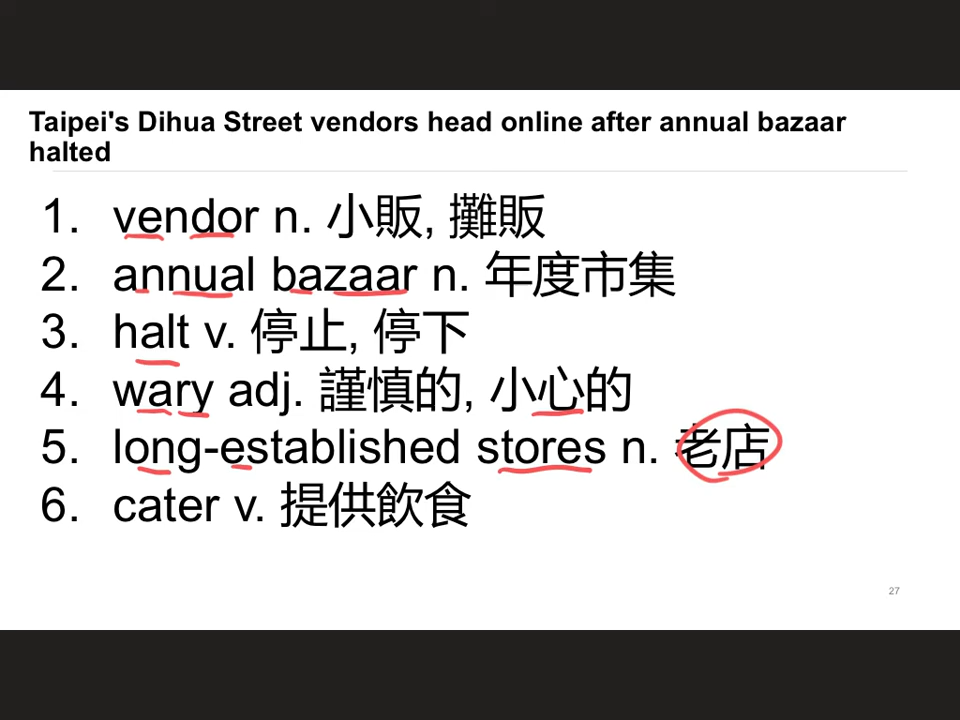 Taipei's Dihua Street vendors head online after annual bazaar
halted
1. vendor n. 小販, 攤販
2. annual bazaar n. 年度市集
3. halt v. 停止, 停下
4. wary adj. 謹慎的, 小心的
5. long-established stores n. 老店
6. cater v. 提供飲食
27